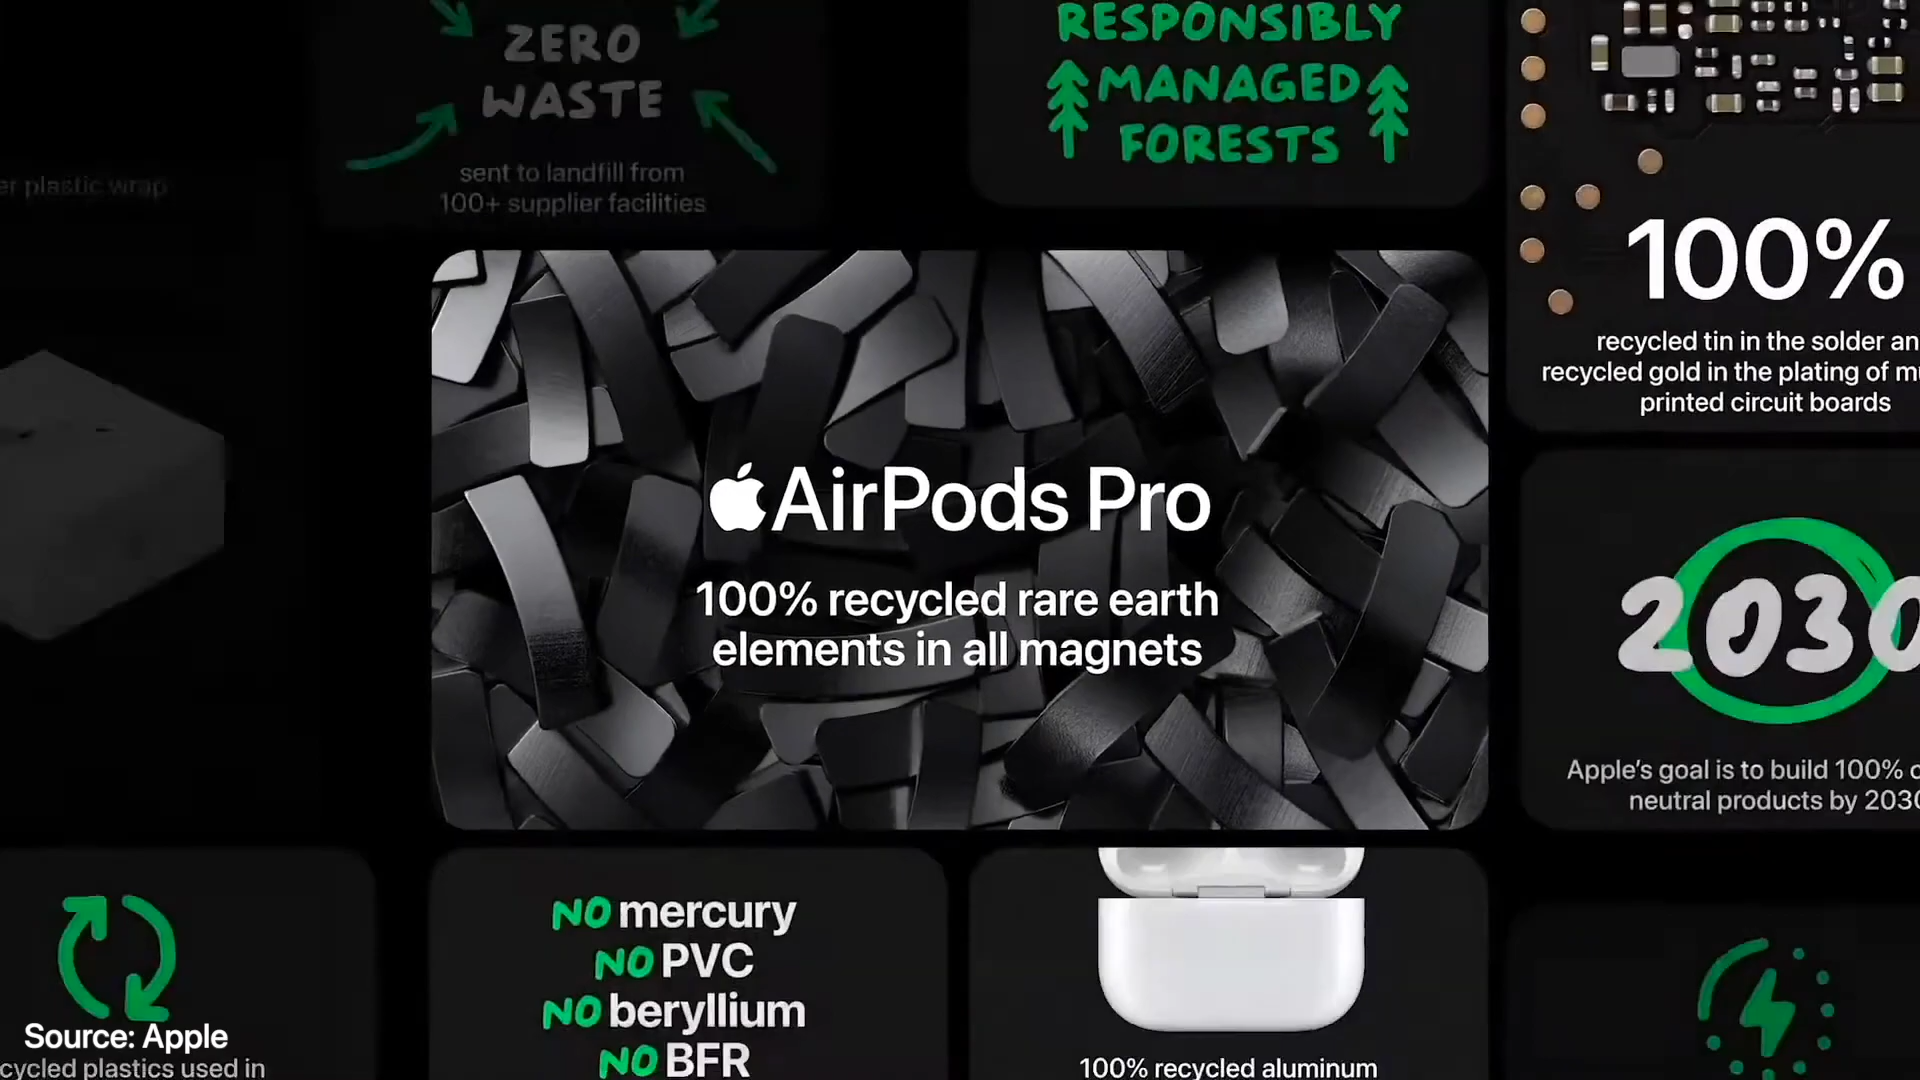 ZERO
WASTE
sent to landfill from
100+ supplier facilities
RESPONSIBLY
MANAGED
FORESTS
plastic wrap
100%
recycled tin in the solder
recycled gold in the plating of
printed circuit boards
AirPods Pro
100% recycled rare earth
elements in all magnets
2030
Apple's goal is to build 100%
neutral products by 2030
Source: Apple
plastics used in
NO mercury
NO PVC
NO beryllium
NO BFR
100% recycled aluminum